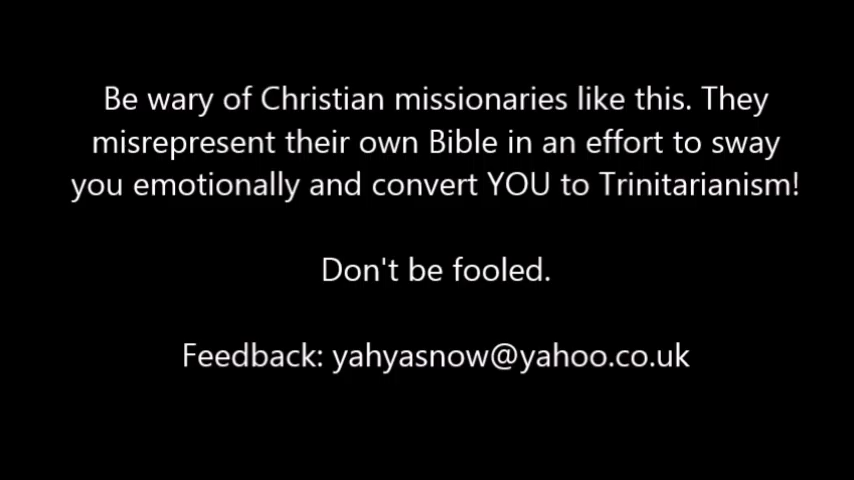 Be wary of Christian missionaries like this. They
misrepresent their own Bible in an effort to sway
you emotionally and convert YOU to Trinitarianism!
Don't be fooled.
Feedback: yahyasnow@yahoo.co.uk